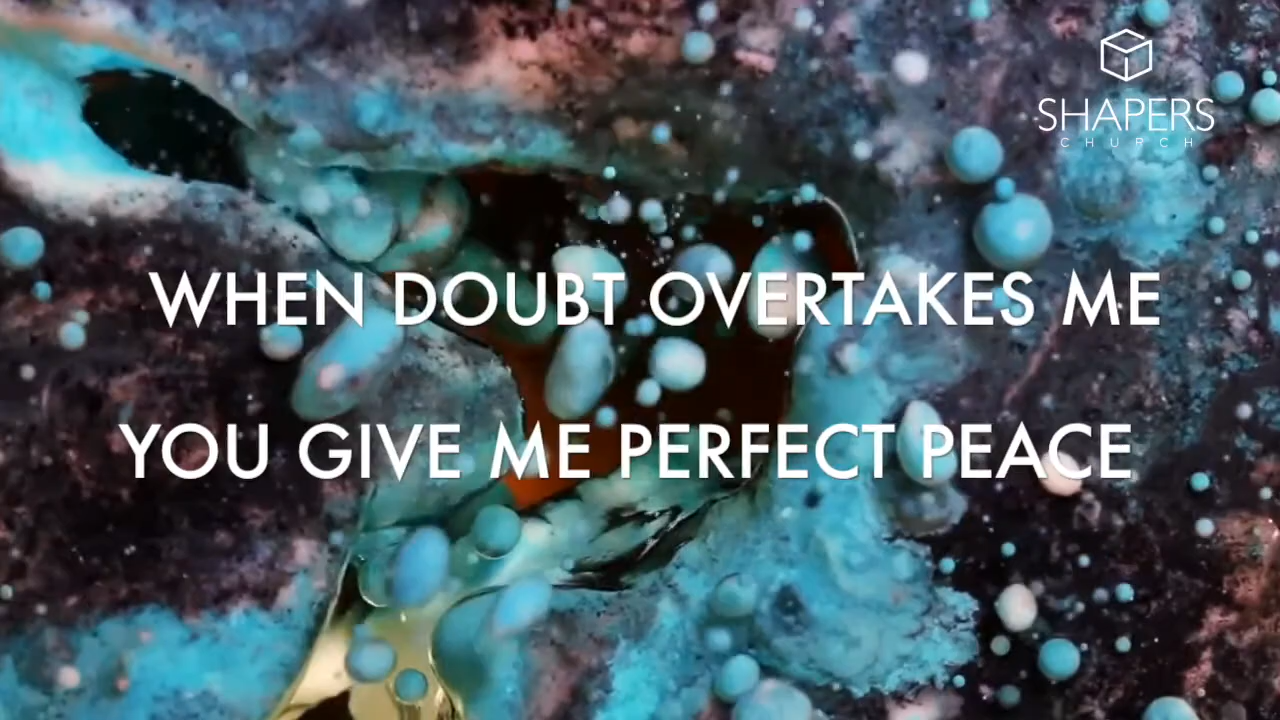 SHAPERS
CHURCH
WHEN DOUBT OVERTAKES ME
YOU GIVE ME PERFECT PEACE